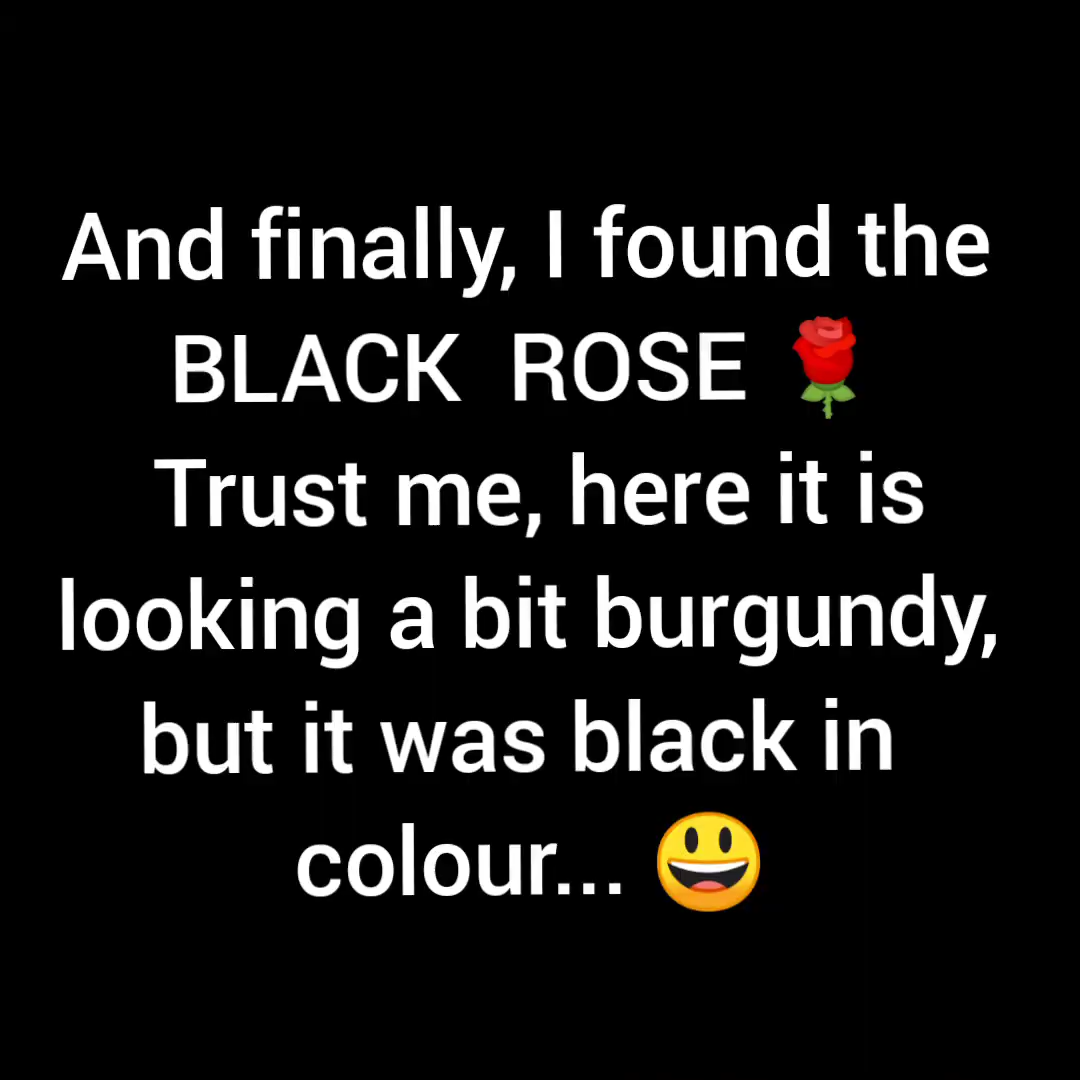 And finally, I found the
BLACK  ROSE 🌹
Trust me, here it is
looking a bit burgundy,
but it was black in
colour... 😃